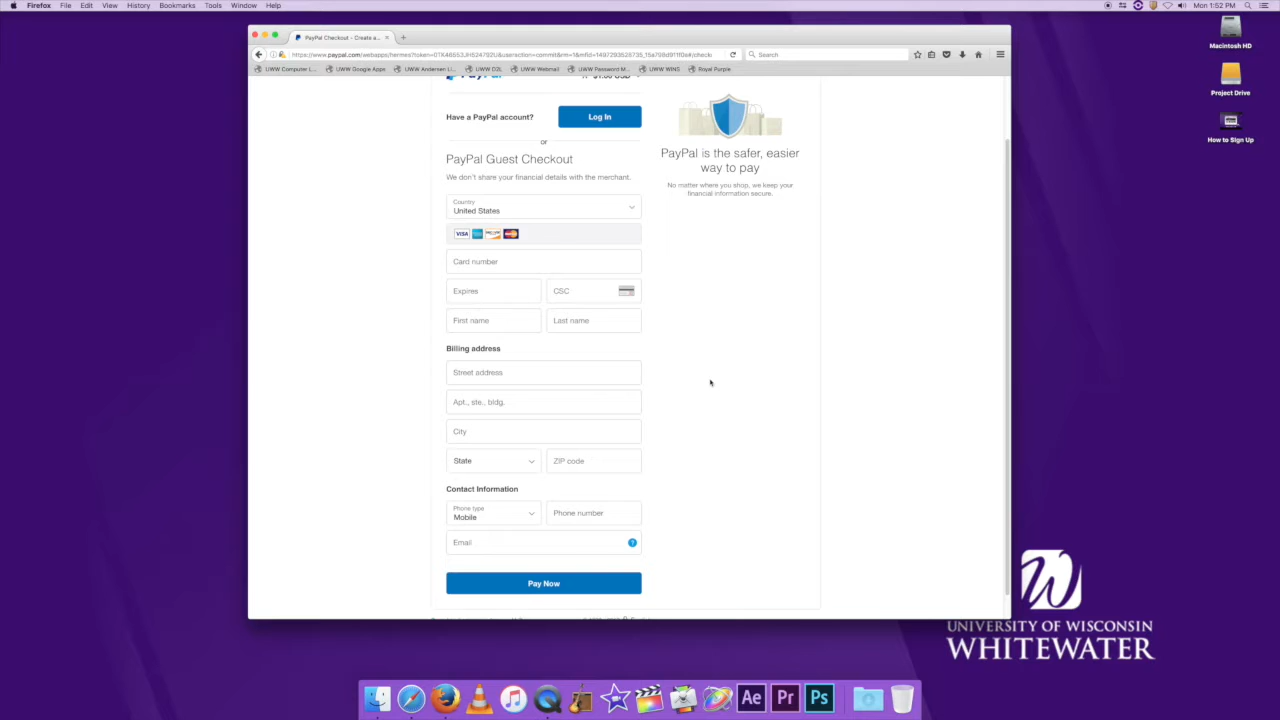 Firefox File Edit View History Bookmarks Tools Window Help
Mon 1:52 PM
PayPal Checkout - Create a...
Search
UWW Computer L... UWW Google Apps UWW Andersen Li... UWW D2L UWW Webmail UWW Password M... UWW WINS Royal Purple
Have a PayPal account?
Log In
or
PayPal Guest Checkout
We don't share your financial details with the merchant.
Country
United States
VISA
Card number
Expires
CSC
First name
Last name
Billing address
Street address
Apt., ste., bldg.
City
State
ZIP code
Contact Information
Phone type
Mobile
Phone number
Email
?
Pay Now
PayPal is the safer, easier
way to pay
No matter where you shop, we keep your
financial information secure.
Macintosh HD
Project Drive
How to Sign Up
W
UNIVERSITY OF WISCONSIN
WHITEWATER
Ae Pr Ps